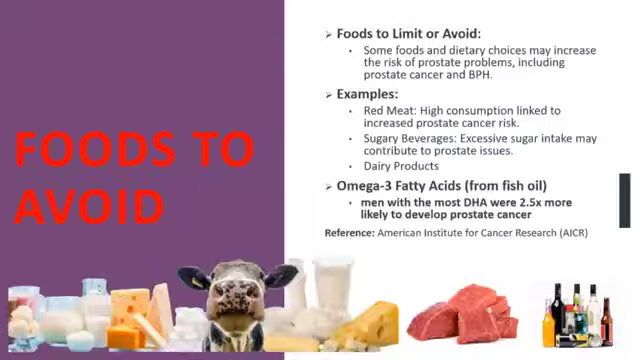 FOODS TO
AVOID
Foods to Limit or Avoid:
Some foods and dietary choices may increase
the risk of prostate problems, including
prostate cancer and BPH.
Examples:
Red Meat: High consumption linked to
increased prostate cancer risk.
Sugary Beverages: Excessive sugar intake may
contribute to prostate issues.
Dairy Products
Omega-3 Fatty Acids (from fish oil)
men with the most DHA were 2.5x more
likely to develop prostate cancer
Reference: American Institute for Cancer Research (AICR)